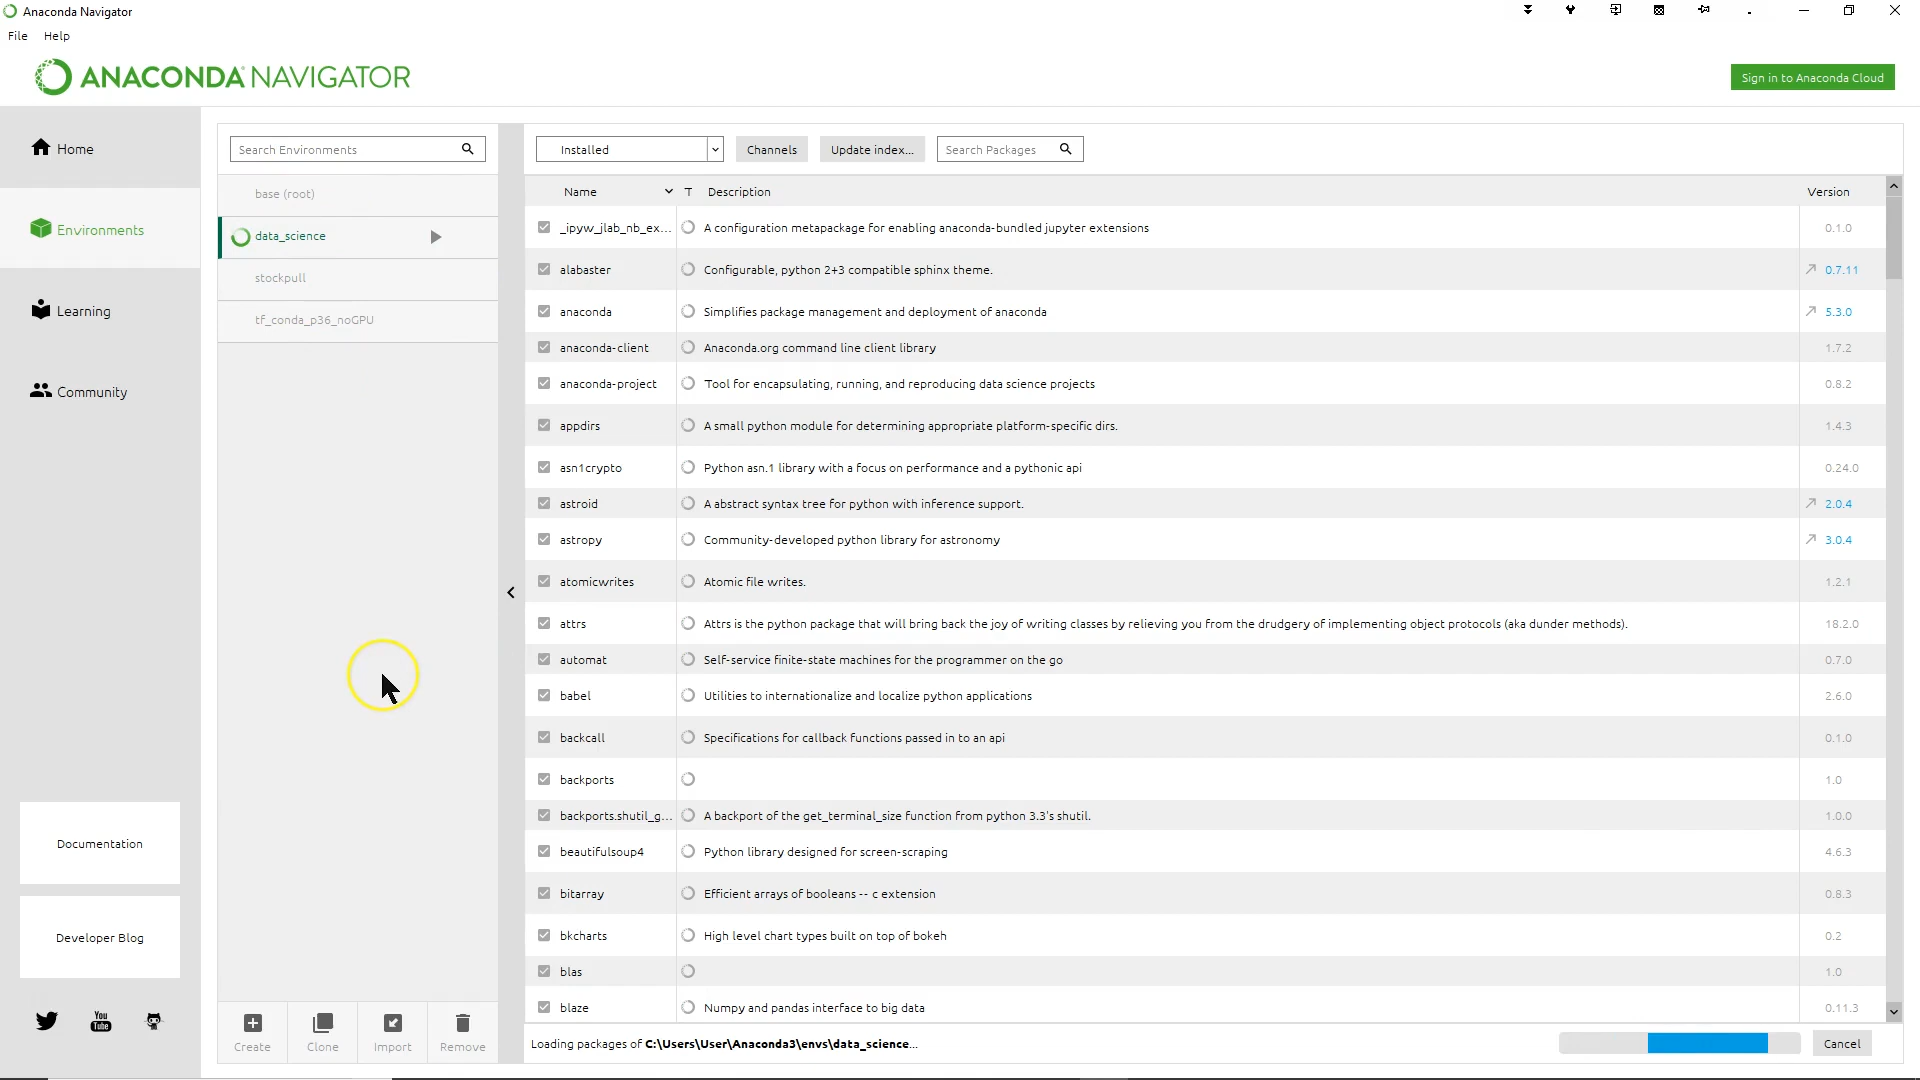 Anaconda Navigator
File Help
ANACONDA NAVIGATOR
Sign in to Anaconda Cloud
Home
Environments
Learning
Community
Documentation
Developer Blog
You
Tube
Search Environments
base (root)
data_science
stockpull
tf_conda_p36_noGPU
Create
Clone
Import
Remove
Installed
Channels
Update index...
Search Packages
Name T Description Version
_ipyw_jlab_nb_ex... A configuration metapackage for enabling anaconda-bundled jupyter extensions 0.1.0
alabaster Configurable, python 2+3 compatible sphinx theme. 0.7.11
anaconda Simplifies package management and deployment of anaconda 5.3.0
anaconda-client Anaconda.org command line client library 1.7.2
anaconda-project Tool for encapsulating, running, and reproducing data science projects 0.8.2
appdirs A small python module for determining appropriate platform-specific dirs. 1.4.3
asn1crypto Python asn.1 library with a focus on performance and a pythonic api 0.24.0
astroid A abstract syntax tree for python with inference support. 2.0.4
astropy Community-developed python library for astronomy 3.0.4
atomicwrites Atomic file writes. 1.2.1
attrs Attrs is the python package that will bring back the joy of writing classes by relieving you from the drudgery of implementing object protocols (aka dunder methods). 18.2.0
automat Self-service finite-state machines for the programmer on the go 0.7.0
babel Utilities to internationalize and localize python applications 2.6.0
backcall Specifications for callback functions passed in to an api 0.1.0
backports 1.0
backports.shutil_g... A backport of the get_terminal_size function from python 3.3's shutil. 1.0.0
beautifulsoup4 Python library designed for screen-scraping 4.6.3
bitarray Efficient arrays of booleans -- c extension 0.8.3
bkcharts High level chart types built on top of bokeh 0.2
blas 1.0
blaze Numpy and pandas interface to big data 0.11.3
Loading packages of C:\Users\User\Anaconda3\envs\data_science...
Cancel